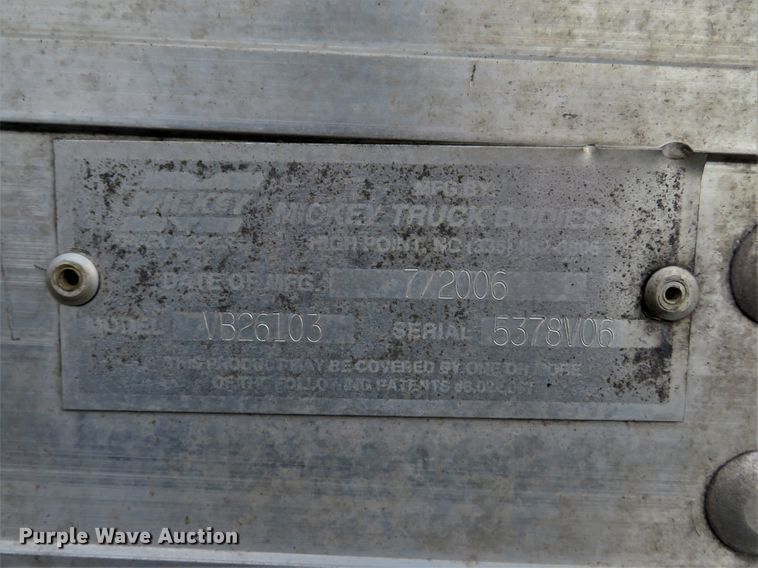 MICKEY
MFG BY
MICKEY TRUCK BODIES
HIGH POINT, NC
DATE OF MFG. 7/2006
MODEL VB26103 SERIAL 5378V06
THIS PRODUCT MAY BE COVERED BY ONE OR MORE
OF THE FOLLOWING PATENTS
Purple Wave Auction®